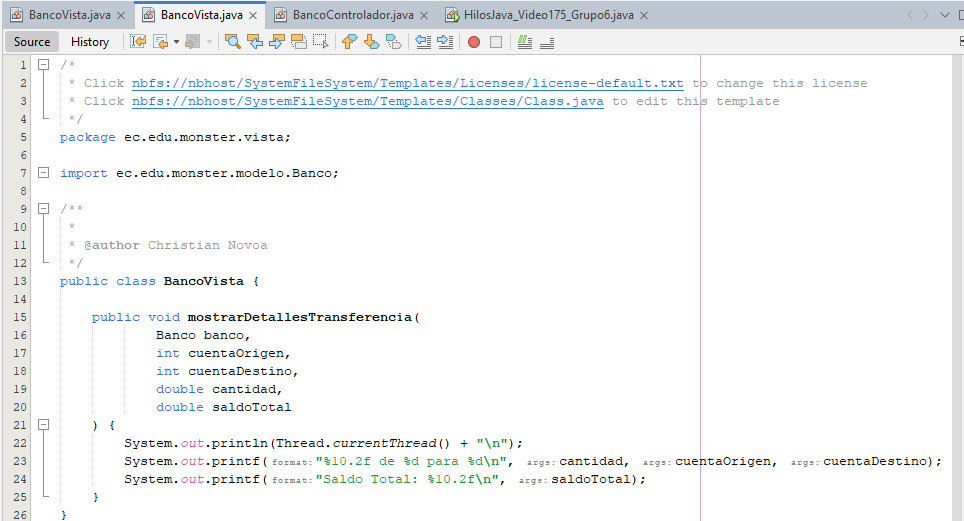 BancoVista.java BancoVista.java BancoControlador.java HilosJava_Video175_Grupo6.java
Source History
1 /*
2 * Click nbfs://nbhost/SystemFileSystem/Templates/Licenses/license-default.txt to change this license
3 * Click nbfs://nbhost/SystemFileSystem/Templates/Classes/Class.java to edit this template
4 */
5 package ec.edu.monster.vista;
6
7 import ec.edu.monster.modelo.Banco;
8
9 /**
10 *
11 * @author Christian Novoa
12 */
13 public class BancoVista {
14
15 public void mostrarDetallesTransferencia(
16 Banco banco,
17 int cuentaOrigen,
18 int cuentaDestino,
19 double cantidad,
20 double saldoTotal
21 ) {
22 System.out.println(Thread.currentThread() + "\n");
23 System.out.printf(format:"%10.2f de %d para %d\n", args:cantidad, args:cuentaOrigen, args:cuentaDestino);
24 System.out.printf(format:"Saldo Total: %10.2f\n", args:saldoTotal);
25 }
26 }